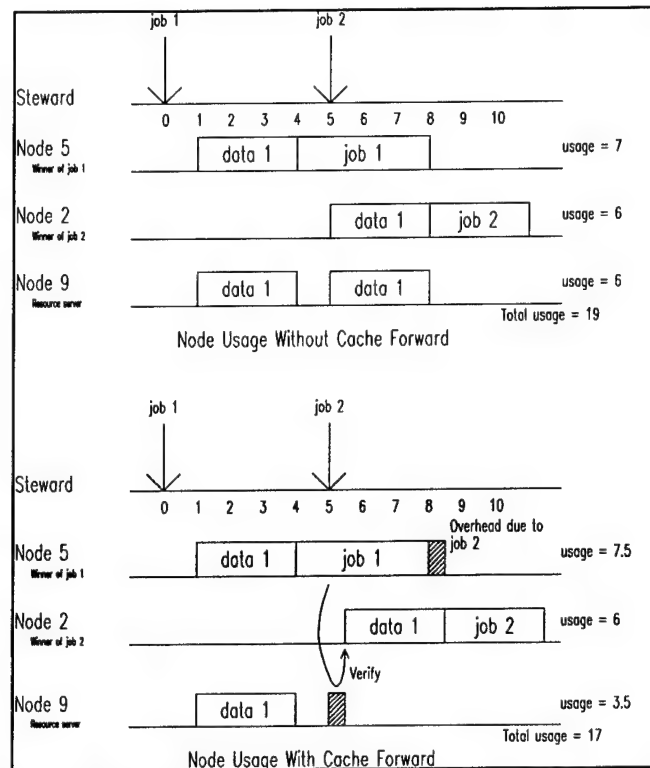 job 1 job 2
Steward
0 1 2 3 4 5 6 7 8 9 10
Node 5 data 1 job 1 usage = 7
Winner of job 1
Node 2 data 1 job 2 usage = 6
Winner of job 2
Node 9 data 1 data 1 usage = 6
Resource server
Total usage = 19
Node Usage Without Cache Forward
job 1 job 2
Steward
0 1 2 3 4 5 6 7 8 9 10
Overhead due to
job 2
Node 5 data 1 job 1 usage = 7.5
Winner of job 1
Node 2 data 1 job 2 usage = 6
Winner of job 2
Verify
Node 9 data 1 usage = 3.5
Resource server
Total usage = 17
Node Usage With Cache Forward